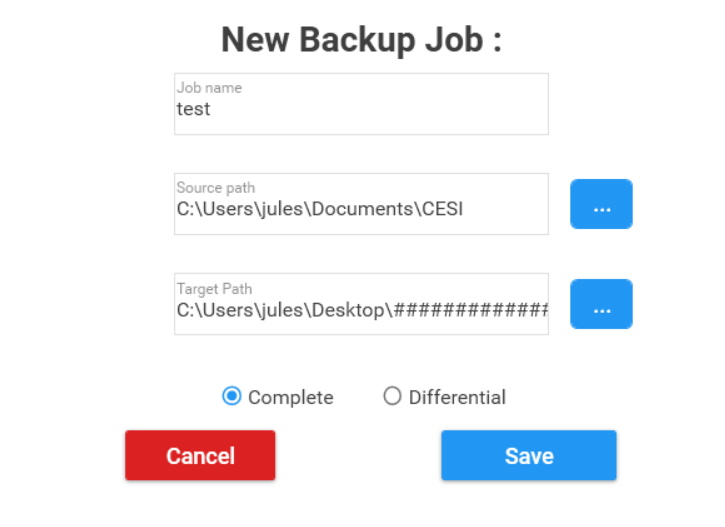 New Backup Job :
Job name
test
Source path
C:\Users\jules\Documents\CESI
...
Target Path
C:\Users\jules\Desktop\#############
...
Complete
Differential
Cancel
Save